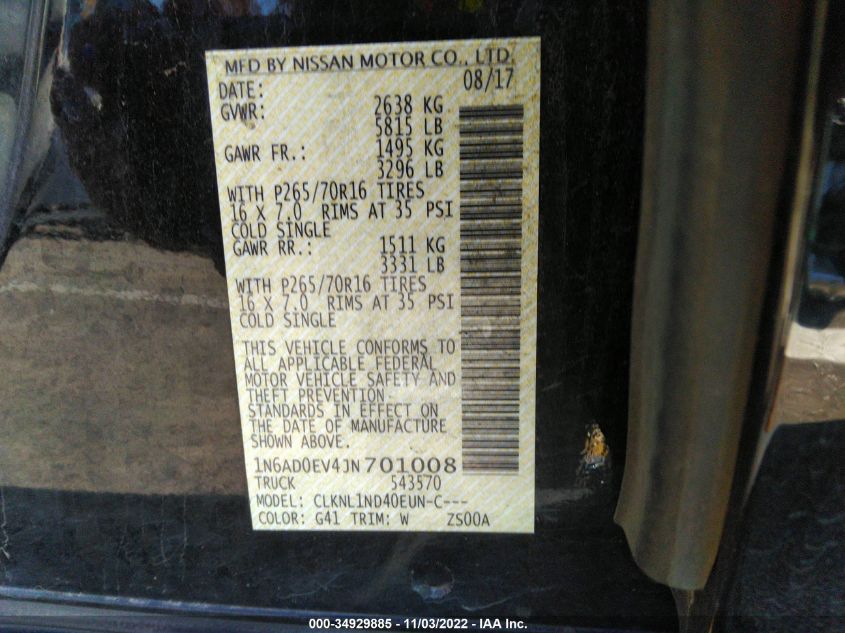 MFD BY NISSAN MOTOR CO., LTD.
DATE: 08/17
GVWR: 2638 KG
5815 LB
GAWR FR.: 1495 KG
3296 LB
WITH P265/70R16 TIRES
16 X 7.0 RIMS AT 35 PSI
COLD SINGLE
GAWR RR.: 1511 KG
3331 LB
WITH P265/70R16 TIRES
16 X 7.0 RIMS AT 35 PSI
COLD SINGLE
THIS VEHICLE CONFORMS TO
ALL APPLICABLE FEDERAL
MOTOR VEHICLE SAFETY AND
THEFT PREVENTION
STANDARDS IN EFFECT ON
THE DATE OF MANUFACTURE
SHOWN ABOVE.
1N6AD0EV4JN701008
TRUCK 543570
MODEL: CLKNL1ND40EUN-C---
COLOR: G41 TRIM: W ZS00A
000-34929885 - 11/03/2022 - IAA Inc.